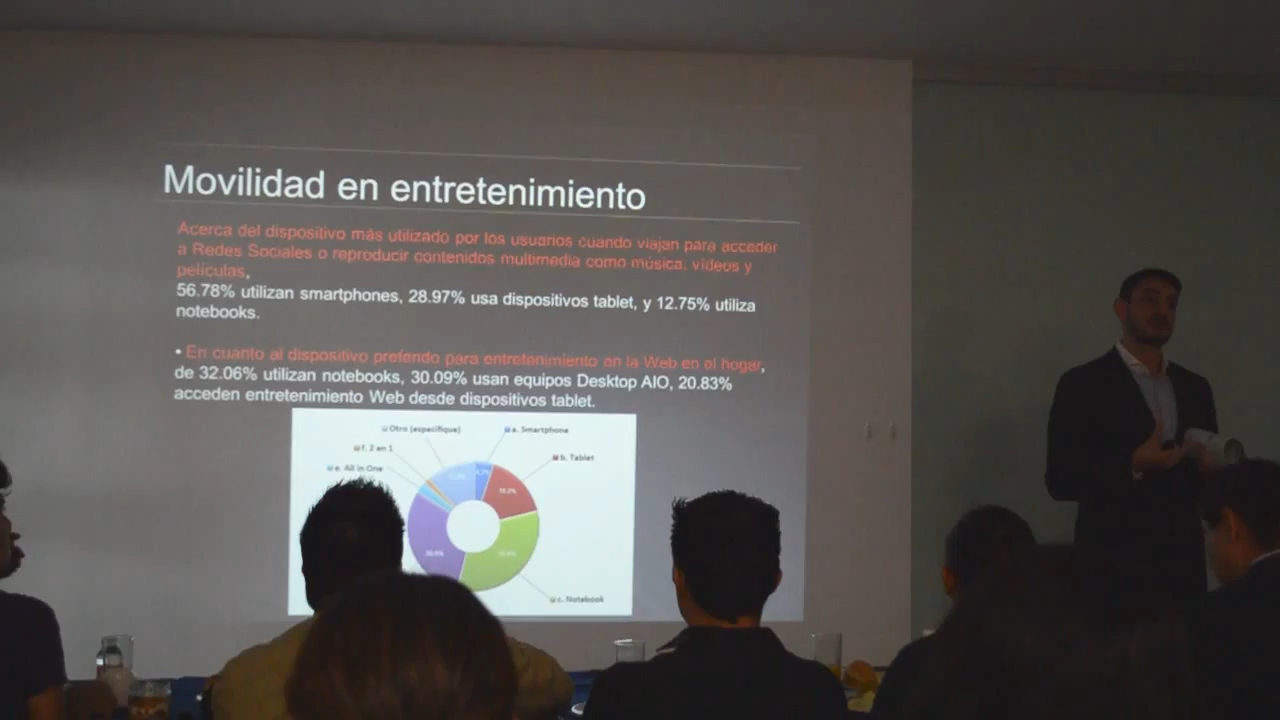 Movilidad en entretenimiento
Acerca del dispositivo más utilizado por los usuarios cuando viajan para acceder
a Redes Sociales o reproducir contenidos multimedia como música, vídeos y
películas,
56.78% utilizan smartphones, 28.97% usa dispositivos tablet, y 12.75% utiliza
notebooks.
• En cuanto al dispositivo preferido para entretenimiento en la Web en el hogar,
de 32.06% utilizan notebooks, 30.09% usan equipos Desktop AIO, 20.83%
acceden entretenimiento Web desde dispositivos tablet.
Otro (especifique)
a. Smartphone
f. 2 en 1
b. Tablet
e. All in One
c. Notebook